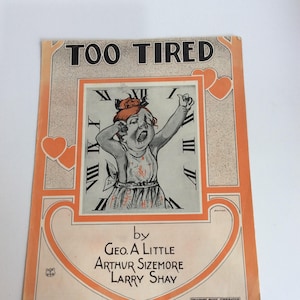 TOO TIRED
by
GEO. A LITTLE
ARTHUR SIZEMORE
LARRY SHAY